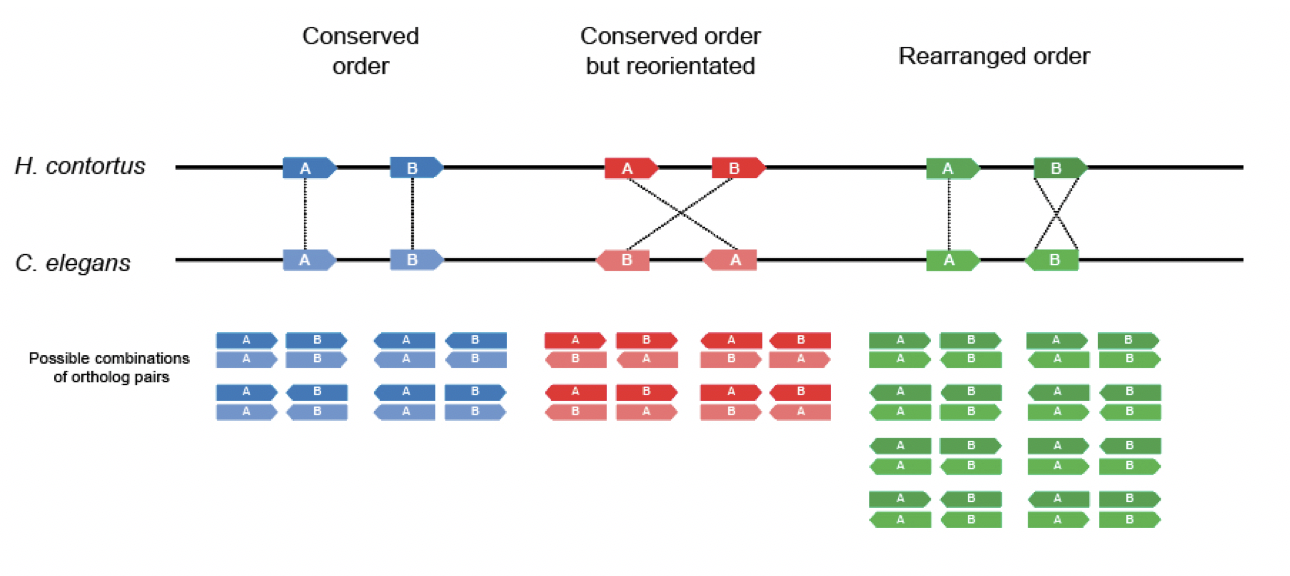 Conserved
order
Conserved order
but reorientated
Rearranged order
H. contortus
A B A B A B
C. elegans
A B B A A B
Possible combinations
of ortholog pairs
A B A B A B A B A B A B
A B A B B A B A A B A B
A B A B A B A B A B A B
A B A B B A B A A B A B
A B A B
A B A B
A B A B
A B A B